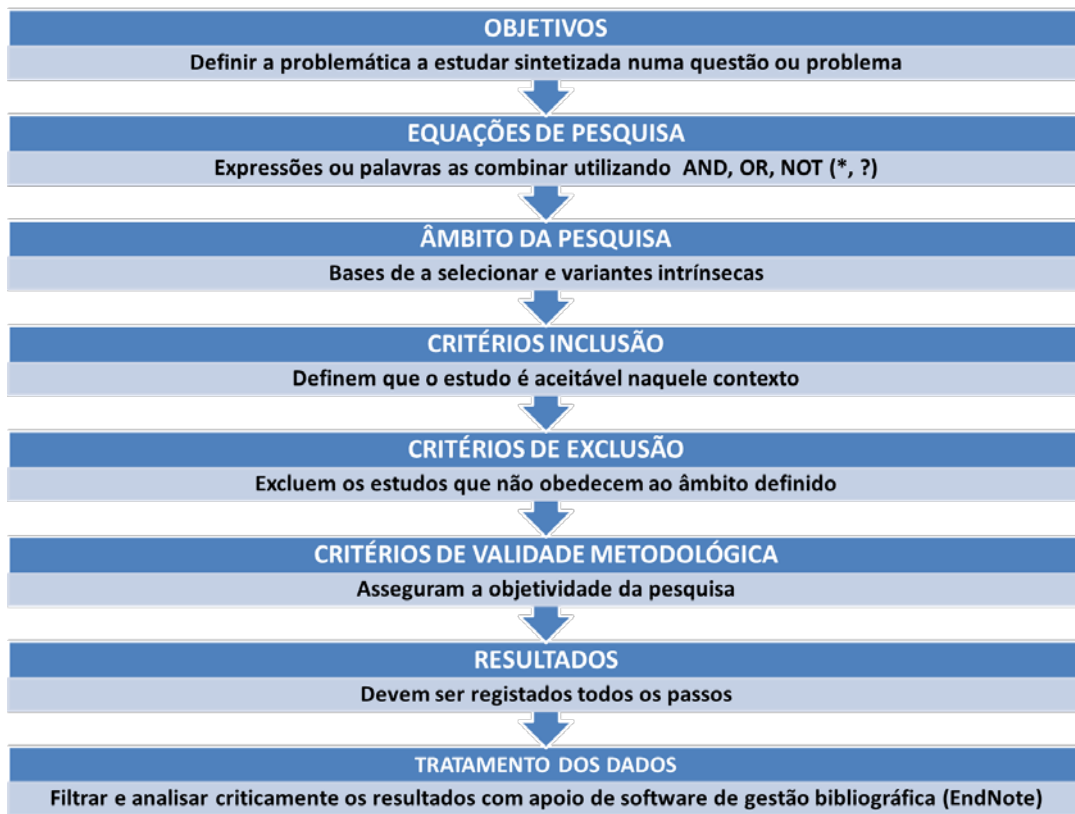 OBJETIVOS
Definir a problemática a estudar sintetizada numa questão ou problema
EQUAÇÕES DE PESQUISA
Expressões ou palavras as combinar utilizando AND, OR, NOT (*, ?)
ÂMBITO DA PESQUISA
Bases de a selecionar e variantes intrínsecas
CRITÉRIOS INCLUSÃO
Definem que o estudo é aceitável naquele contexto
CRITÉRIOS DE EXCLUSÃO
Excluem os estudos que não obedecem ao âmbito definido
CRITÉRIOS DE VALIDADE METODOLÓGICA
Asseguram a objetividade da pesquisa
RESULTADOS
Devem ser registados todos os passos
TRATAMENTO DOS DADOS
Filtrar e analisar criticamente os resultados com apoio de software de gestão bibliográfica (EndNote)